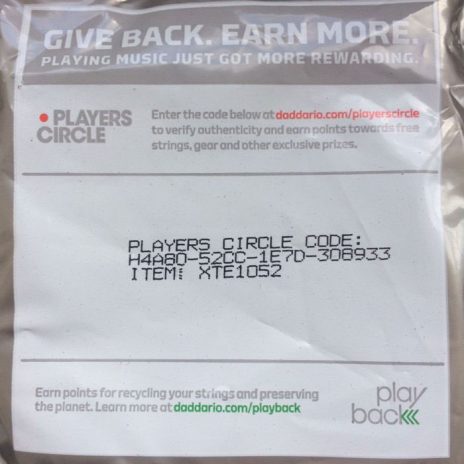 GIVE BACK. EARN MORE.
PLAYING MUSIC JUST GOT MORE REWARDING.
PLAYERS
CIRCLE
Enter the code below at daddario.com/playerscircle
to verify authenticity and earn points towards free
strings, gear and other exclusive prizes.
PLAYERS CIRCLE CODE:
H4A80-52CC-1E7D-308933
ITEM: XTE1052
Earn points for recycling your strings and preserving
the planet. Learn more at daddario.com/playback
play
back